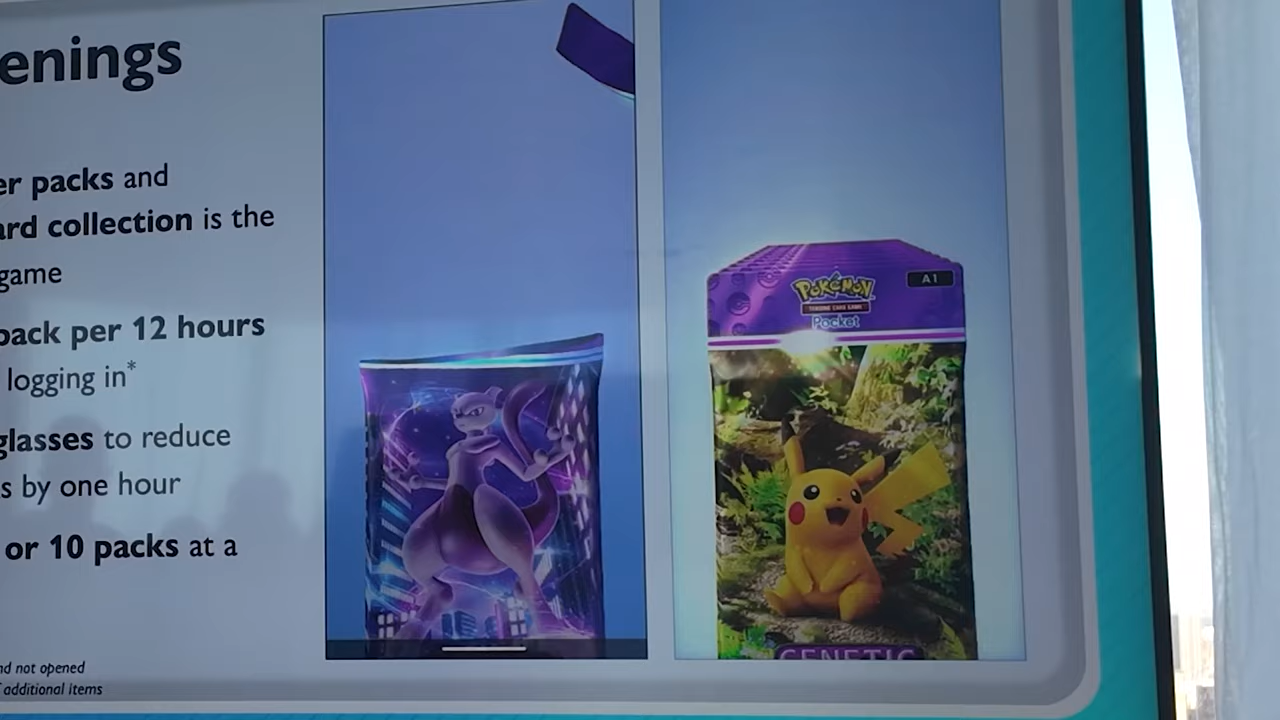 enings
er packs and
ard collection is the
game
pack per 12 hours
logging in*
glasses to reduce
s by one hour
or 10 packs at a
nd not opened
additional items
POKÉMON
TRADING CARD GAME
Pocket
A1
GENETIC